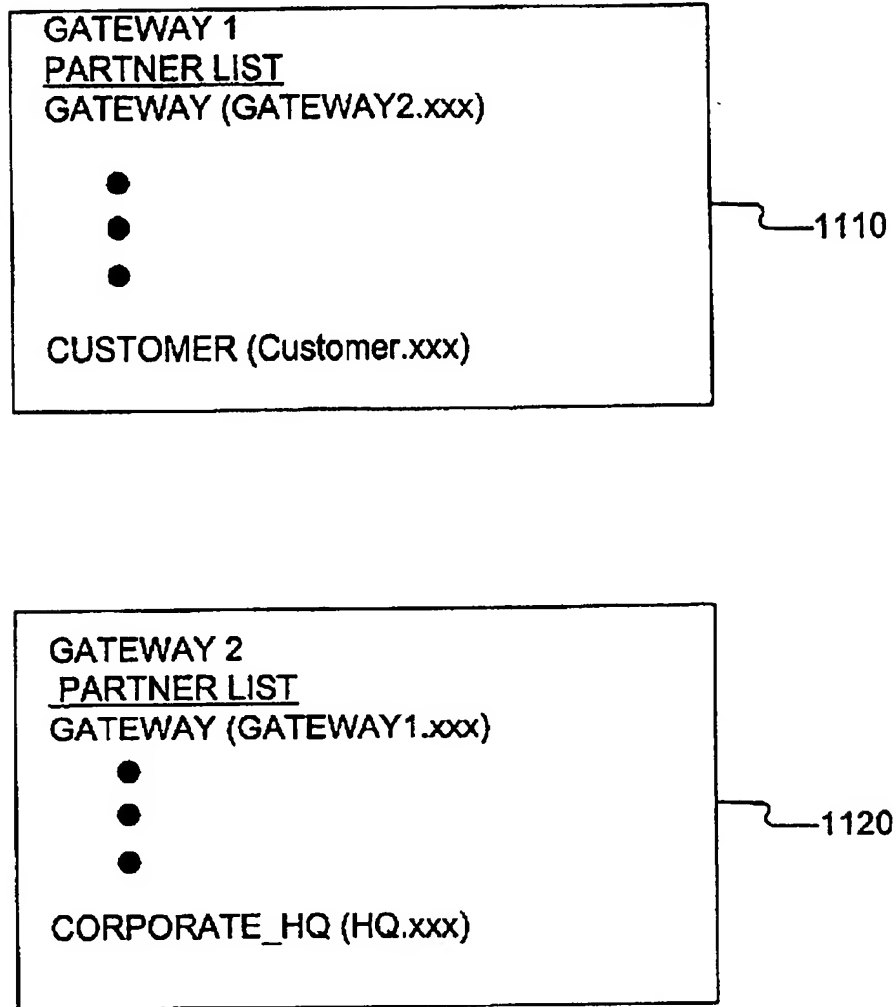 GATEWAY 1
PARTNER LIST
GATEWAY (GATEWAY2.xxx)
CUSTOMER (Customer.xxx)
1110
GATEWAY 2
PARTNER LIST
GATEWAY (GATEWAY1.xxx)
CORPORATE_HQ (HQ.xxx)
1120